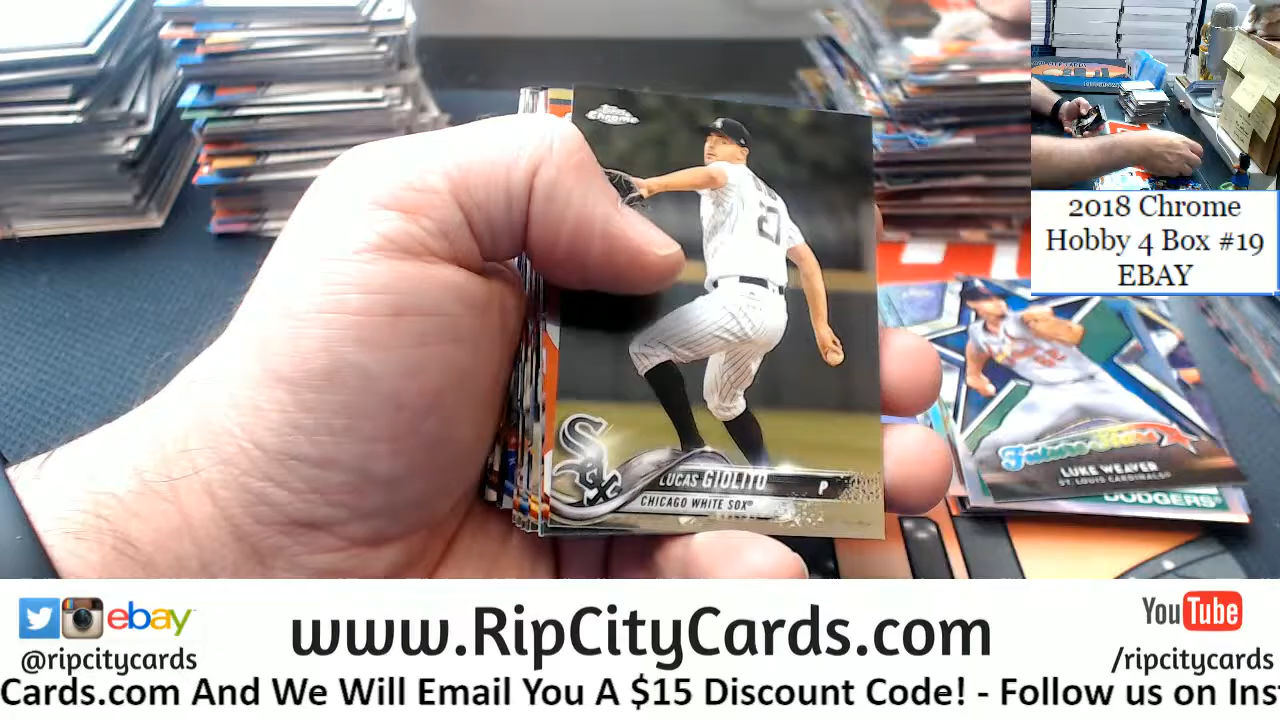 2018 Chrome
Hobby 4 Box #19
EBAY
Chrome
27
LUCAS GIOLITO P
CHICAGO WHITE SOX
Future Stars
LUKE WEAVER
ST. LOUIS CARDINALS
DODGERS
ebay
@ripcitycards
www.RipCityCards.com
YouTube
/ripcitycards
Cards.com And We Will Email You A $15 Discount Code! - Follow us on Ins